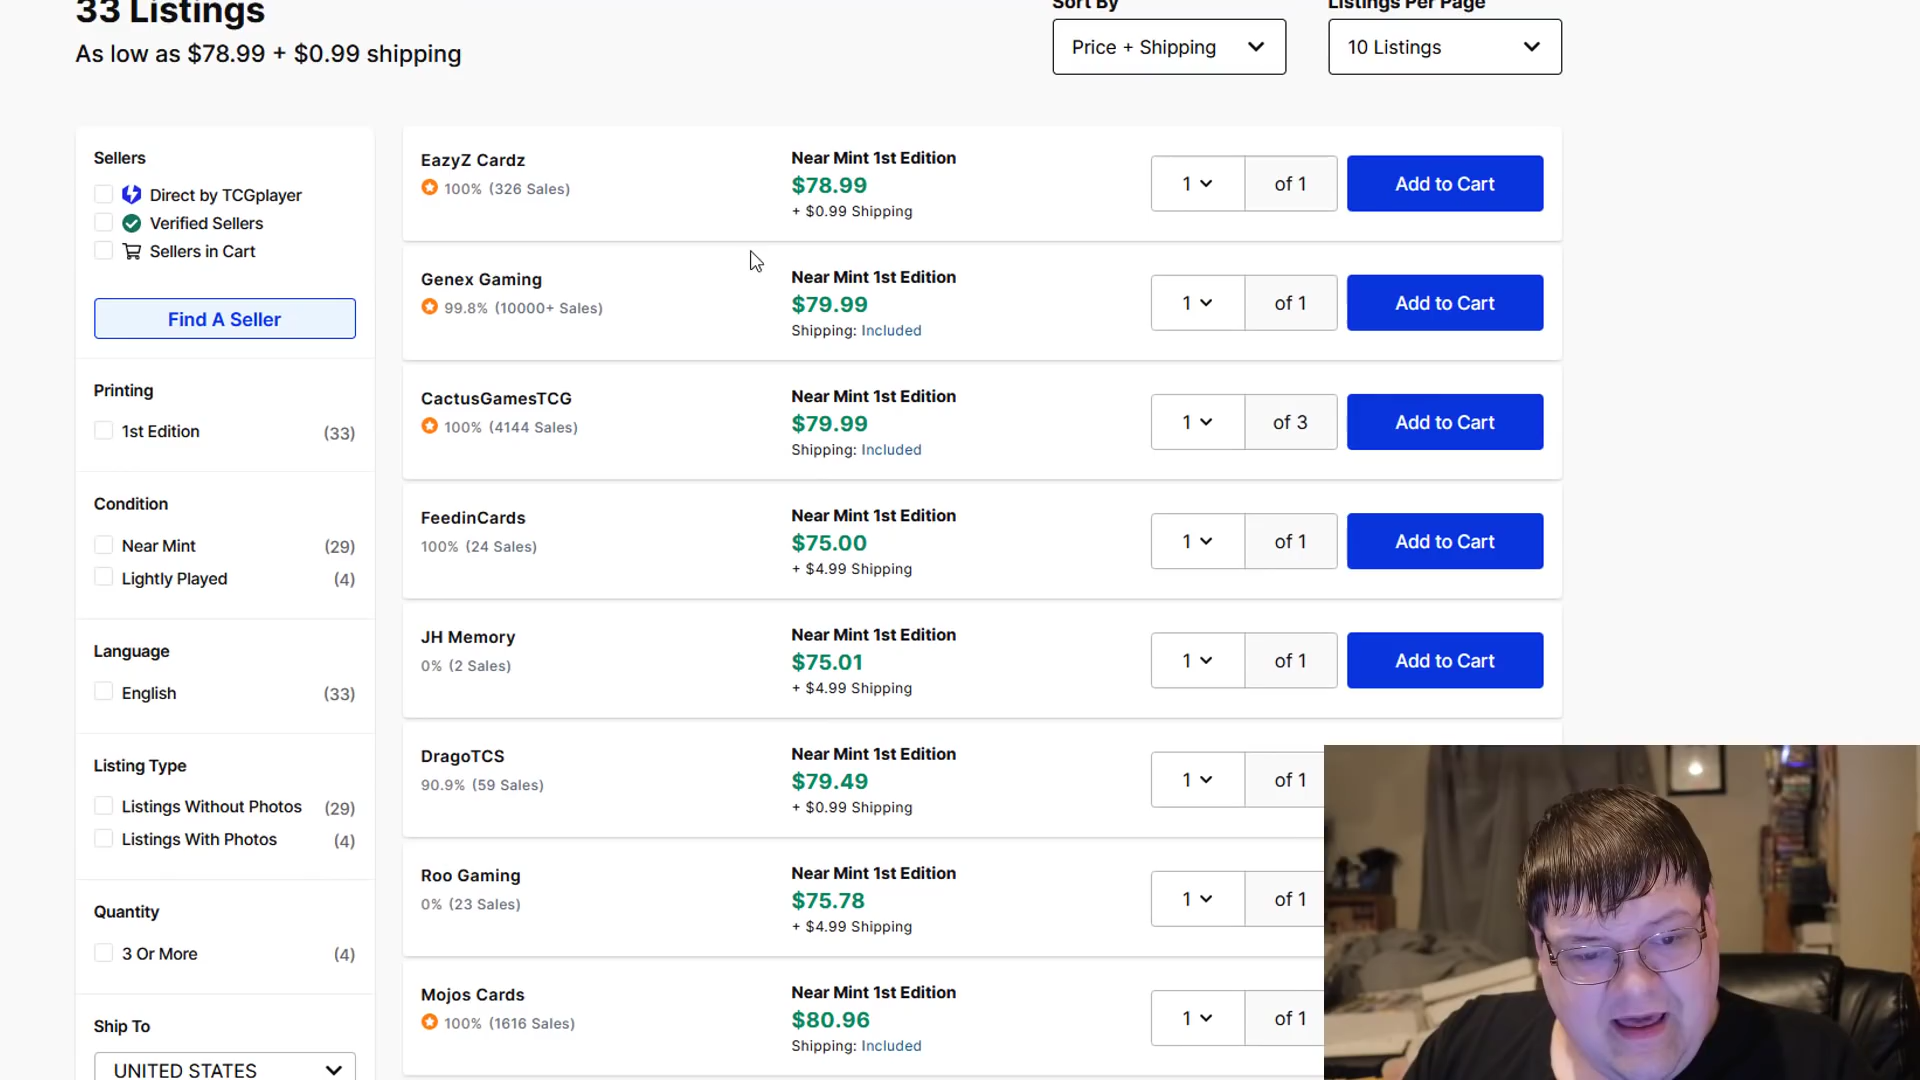 33 Listings
As low as $78.99 + $0.99 shipping
Sort By
Price + Shipping
Listings Per Page
10 Listings
Sellers
Direct by TCGplayer
Verified Sellers
Sellers in Cart
Find A Seller
Printing
1st Edition (33)
Condition
Near Mint (29)
Lightly Played (4)
Language
English (33)
Listing Type
Listings Without Photos (29)
Listings With Photos (4)
Quantity
3 Or More (4)
Ship To
UNITED STATES
EazyZ Cardz
100% (326 Sales)
Near Mint 1st Edition
$78.99
+ $0.99 Shipping
1 of 1
Add to Cart
Genex Gaming
99.8% (10000+ Sales)
Near Mint 1st Edition
$79.99
Shipping: Included
1 of 1
Add to Cart
CactusGamesTCG
100% (4144 Sales)
Near Mint 1st Edition
$79.99
Shipping: Included
1 of 3
Add to Cart
FeedinCards
100% (24 Sales)
Near Mint 1st Edition
$75.00
+ $4.99 Shipping
1 of 1
Add to Cart
JH Memory
0% (2 Sales)
Near Mint 1st Edition
$75.01
+ $4.99 Shipping
1 of 1
Add to Cart
DragoTCS
90.9% (59 Sales)
Near Mint 1st Edition
$79.49
+ $0.99 Shipping
1 of 1
Roo Gaming
0% (23 Sales)
Near Mint 1st Edition
$75.78
+ $4.99 Shipping
1 of 1
Mojos Cards
100% (1616 Sales)
Near Mint 1st Edition
$80.96
Shipping: Included
1 of 1